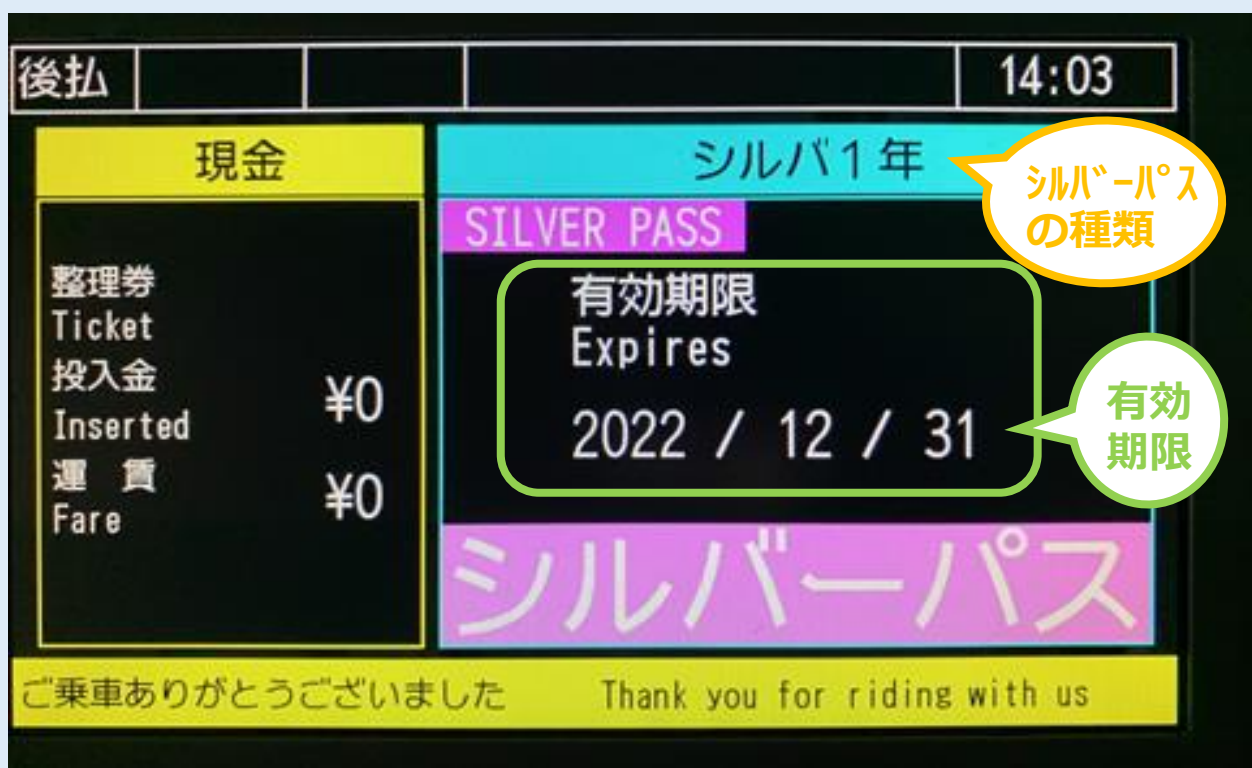 後払
14:03
現金
整理券
Ticket
投入金
Inserted
¥0
運 賃
Fare
¥0
シルバ1年
SILVER PASS
有効期限
Expires
2022 / 12 / 31
シルバーパス
ｼﾙﾊﾞｰﾊﾟｽ
の種類
有効
期限
ご乗車ありがとうございました Thank you for riding with us